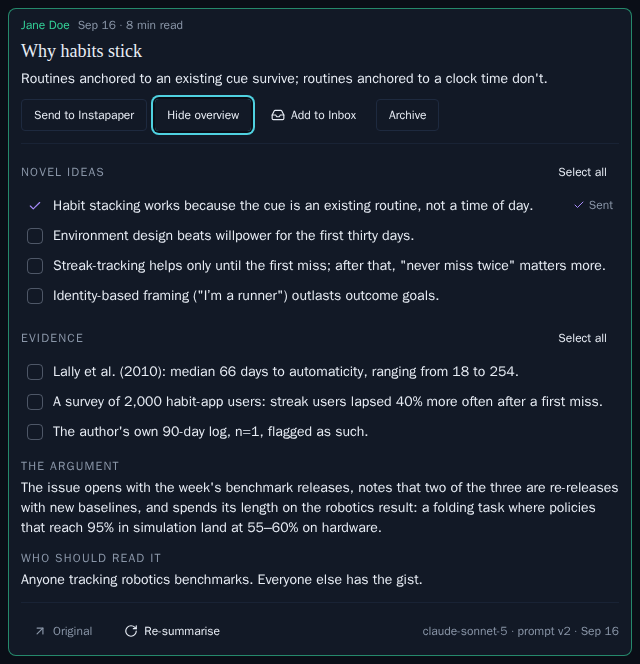 Jane Doe Sep 16 · 8 min read
Why habits stick
Routines anchored to an existing cue survive; routines anchored to a clock time don't.
Send to Instapaper Hide overview Add to Inbox Archive
NOVEL IDEAS Select all
Habit stacking works because the cue is an existing routine, not a time of day. Sent
Environment design beats willpower for the first thirty days.
Streak-tracking helps only until the first miss; after that, "never miss twice" matters more.
Identity-based framing ("I'm a runner") outlasts outcome goals.
EVIDENCE Select all
Lally et al. (2010): median 66 days to automaticity, ranging from 18 to 254.
A survey of 2,000 habit-app users: streak users lapsed 40% more often after a first miss.
The author's own 90-day log, n=1, flagged as such.
THE ARGUMENT
The issue opens with the week's benchmark releases, notes that two of the three are re-releases
with new baselines, and spends its length on the robotics result: a folding task where policies
that reach 95% in simulation land at 55–60% on hardware.
WHO SHOULD READ IT
Anyone tracking robotics benchmarks. Everyone else has the gist.
Original Re-summarise claude-sonnet-5 · prompt v2 · Sep 16